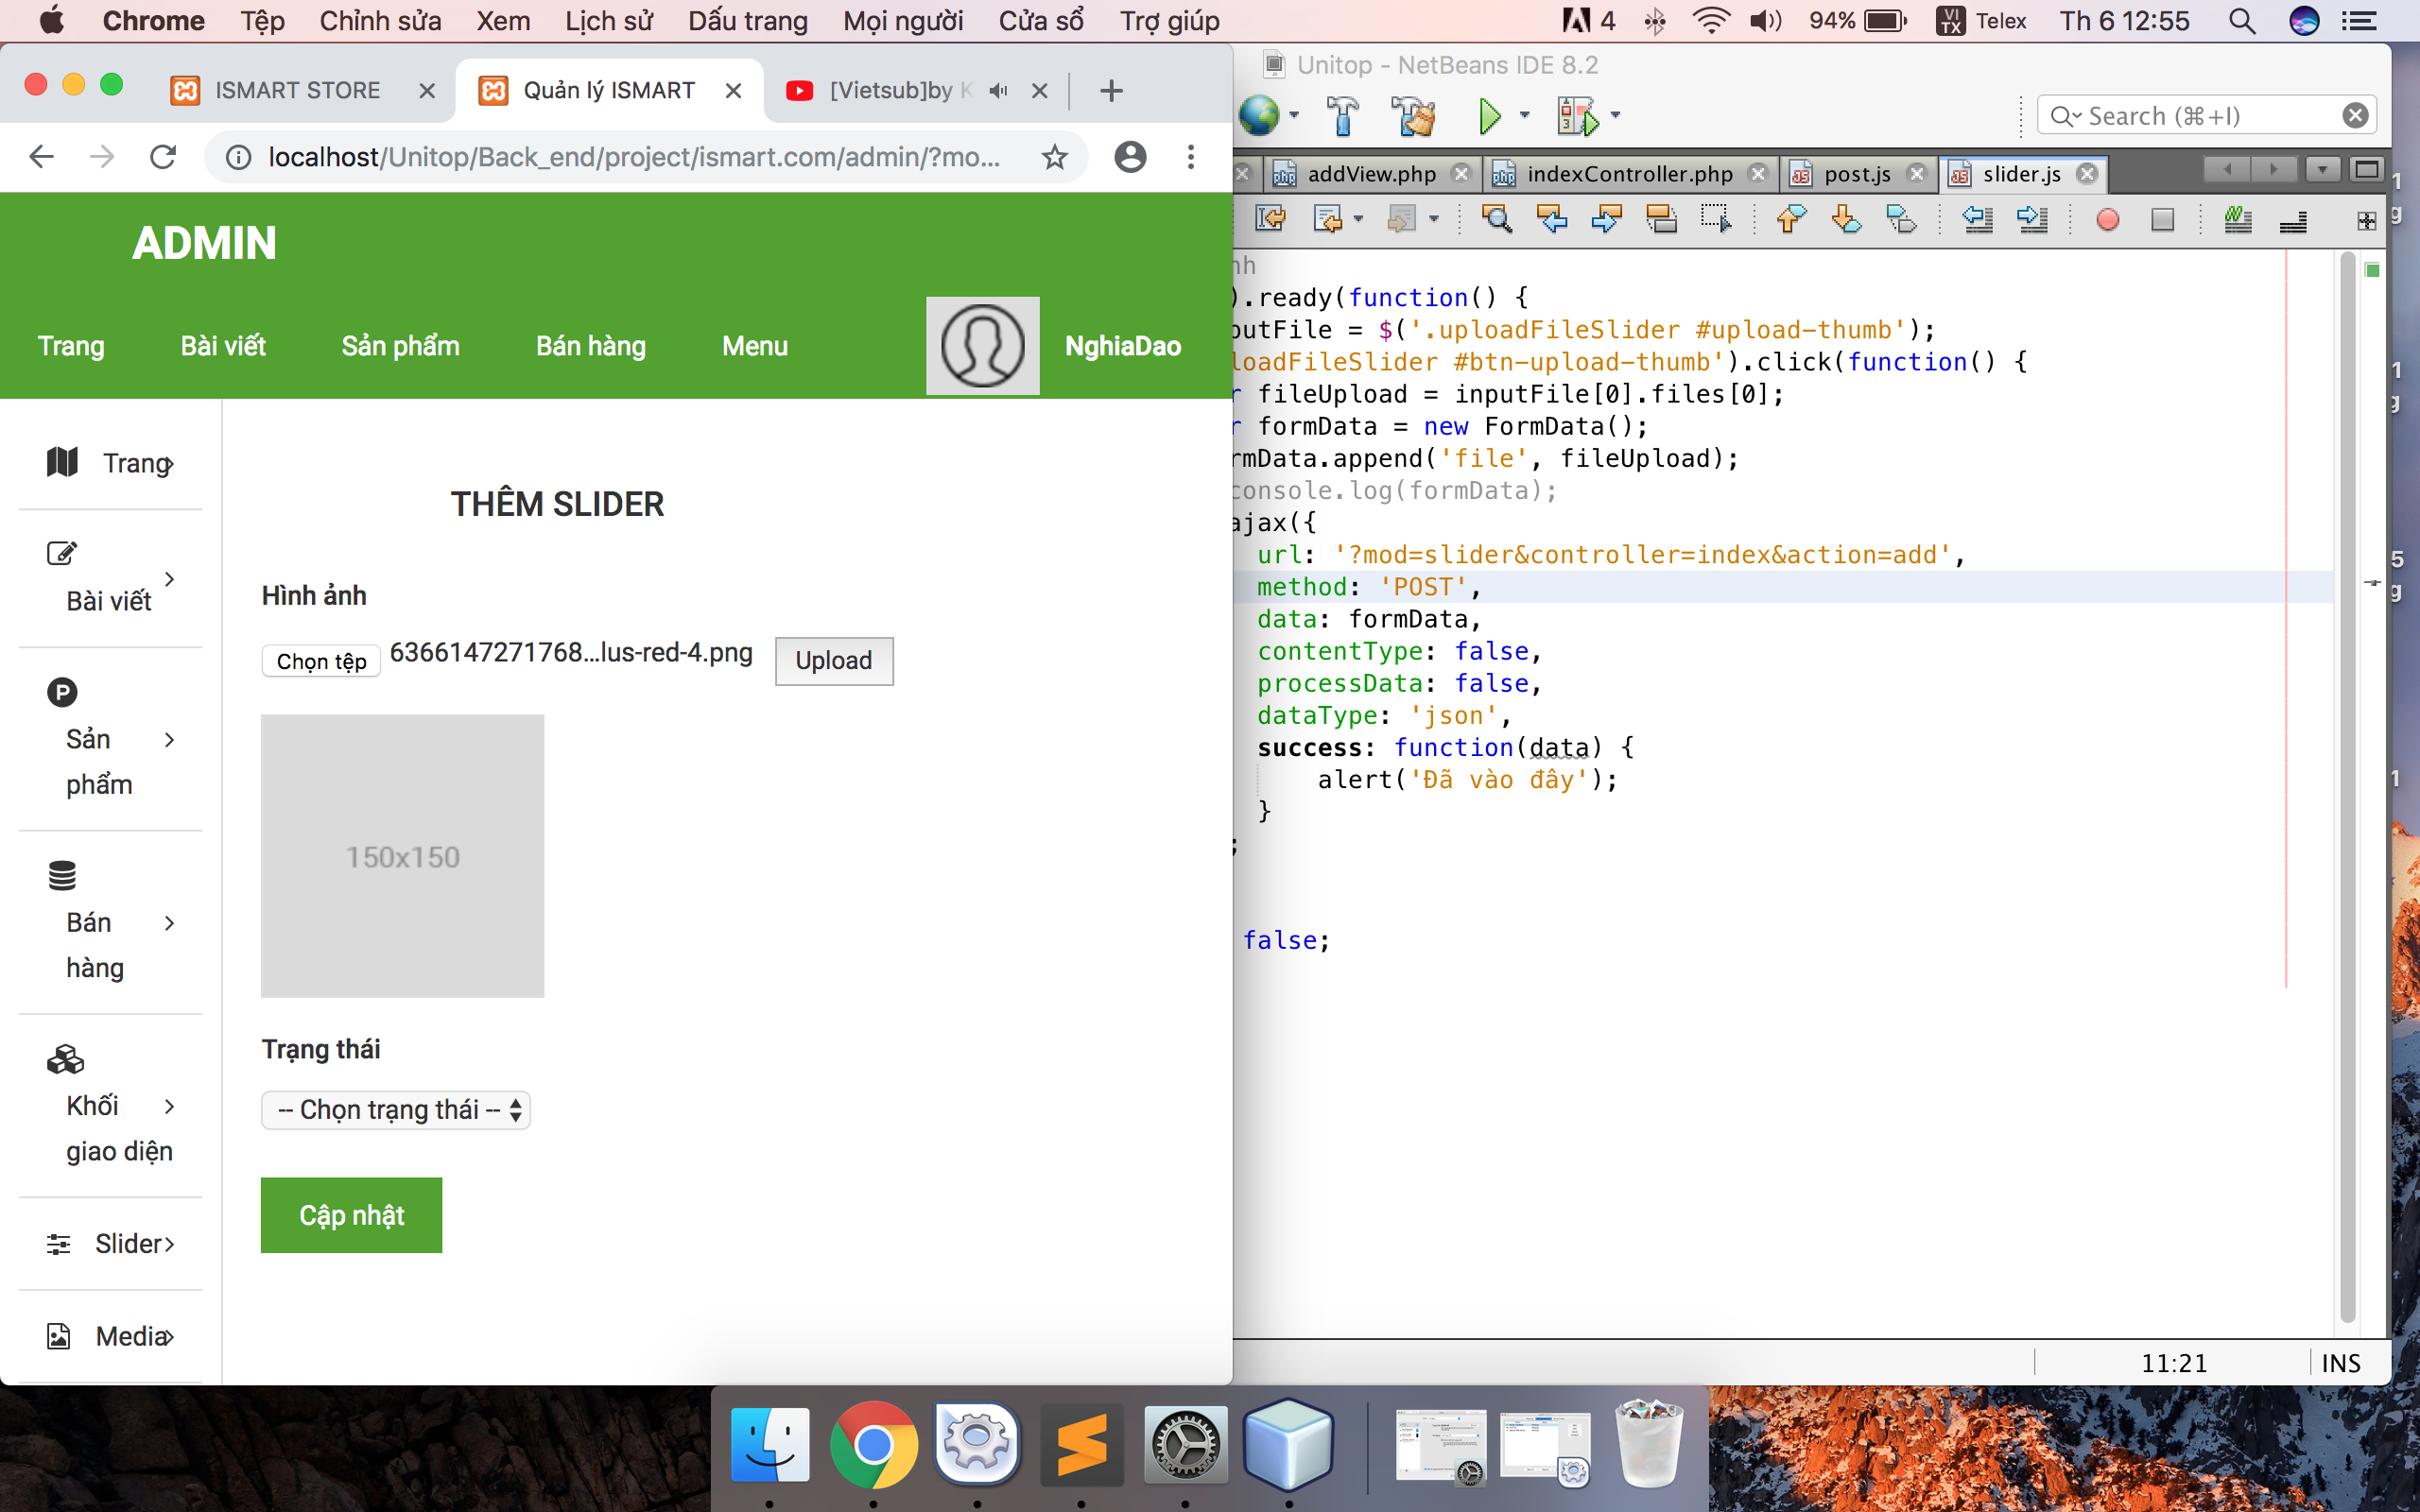 Chrome Tệp Chỉnh sửa Xem Lịch sử Dấu trang Mọi người Cửa sổ Trợ giúp 4 94% VI TX Telex Th 6 12:55
ISMART STORE Quản lý ISMART [Vietsub]by K
localhost/Unitop/Back_end/project/ismart.com/admin/?mo...
ADMIN
Trang Bài viết Sản phẩm Bán hàng Menu NghiaDao
Trang
Bài viết
Sản
phẩm
Bán
hàng
Khối
giao diện
Slider
Media
THÊM SLIDER
Hình ảnh
Chọn tệp 6366147271768...lus-red-4.png Upload
150x150
Trạng thái
-- Chọn trạng thái --
Cập nhật
Unitop - NetBeans IDE 8.2
Search (⌘+I)
addView.php indexController.php post.js slider.js
nh
).ready(function() {
putFile = $('.uploadFileSlider #upload-thumb');
loadFileSlider #btn-upload-thumb').click(function() {
r fileUpload = inputFile[0].files[0];
r formData = new FormData();
rmData.append('file', fileUpload);
console.log(formData);
ajax({
url: '?mod=slider&controller=index&action=add',
method: 'POST',
data: formData,
contentType: false,
processData: false,
dataType: 'json',
success: function(data) {
alert('Đã vào đây');
}
;
false;
11:21 INS